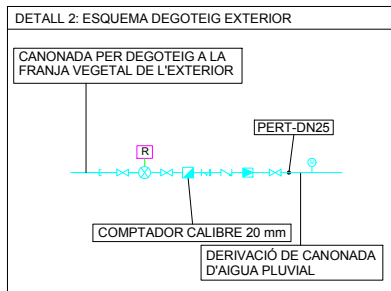 DETALL 2: ESQUEMA DEGOTEIG EXTERIOR
CANONADA PER DEGOTEIG A LA
FRANJA VEGETAL DE L'EXTERIOR
R
PERT-DN25
COMPTADOR CALIBRE 20 mm
DERIVACIÓ DE CANONADA
D'AIGUA PLUVIAL